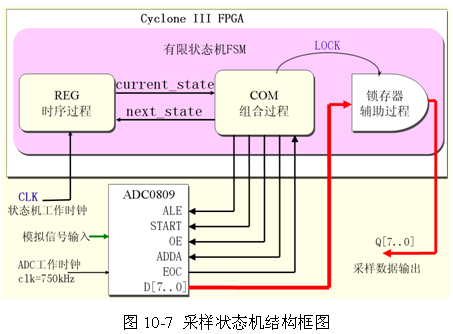 Cyclone III FPGA
有限状态机FSM
LOCK
REG
时序过程
current_state
next_state
COM
组合过程
锁存器
辅助过程
CLK
状态机工作时钟
模拟信号输入
ADC工作时钟
clk=750kHz
ADC0809
ALE
START
OE
ADDA
EOC
D[7..0]
Q[7..0]
采样数据输出
图 10-7 采样状态机结构框图